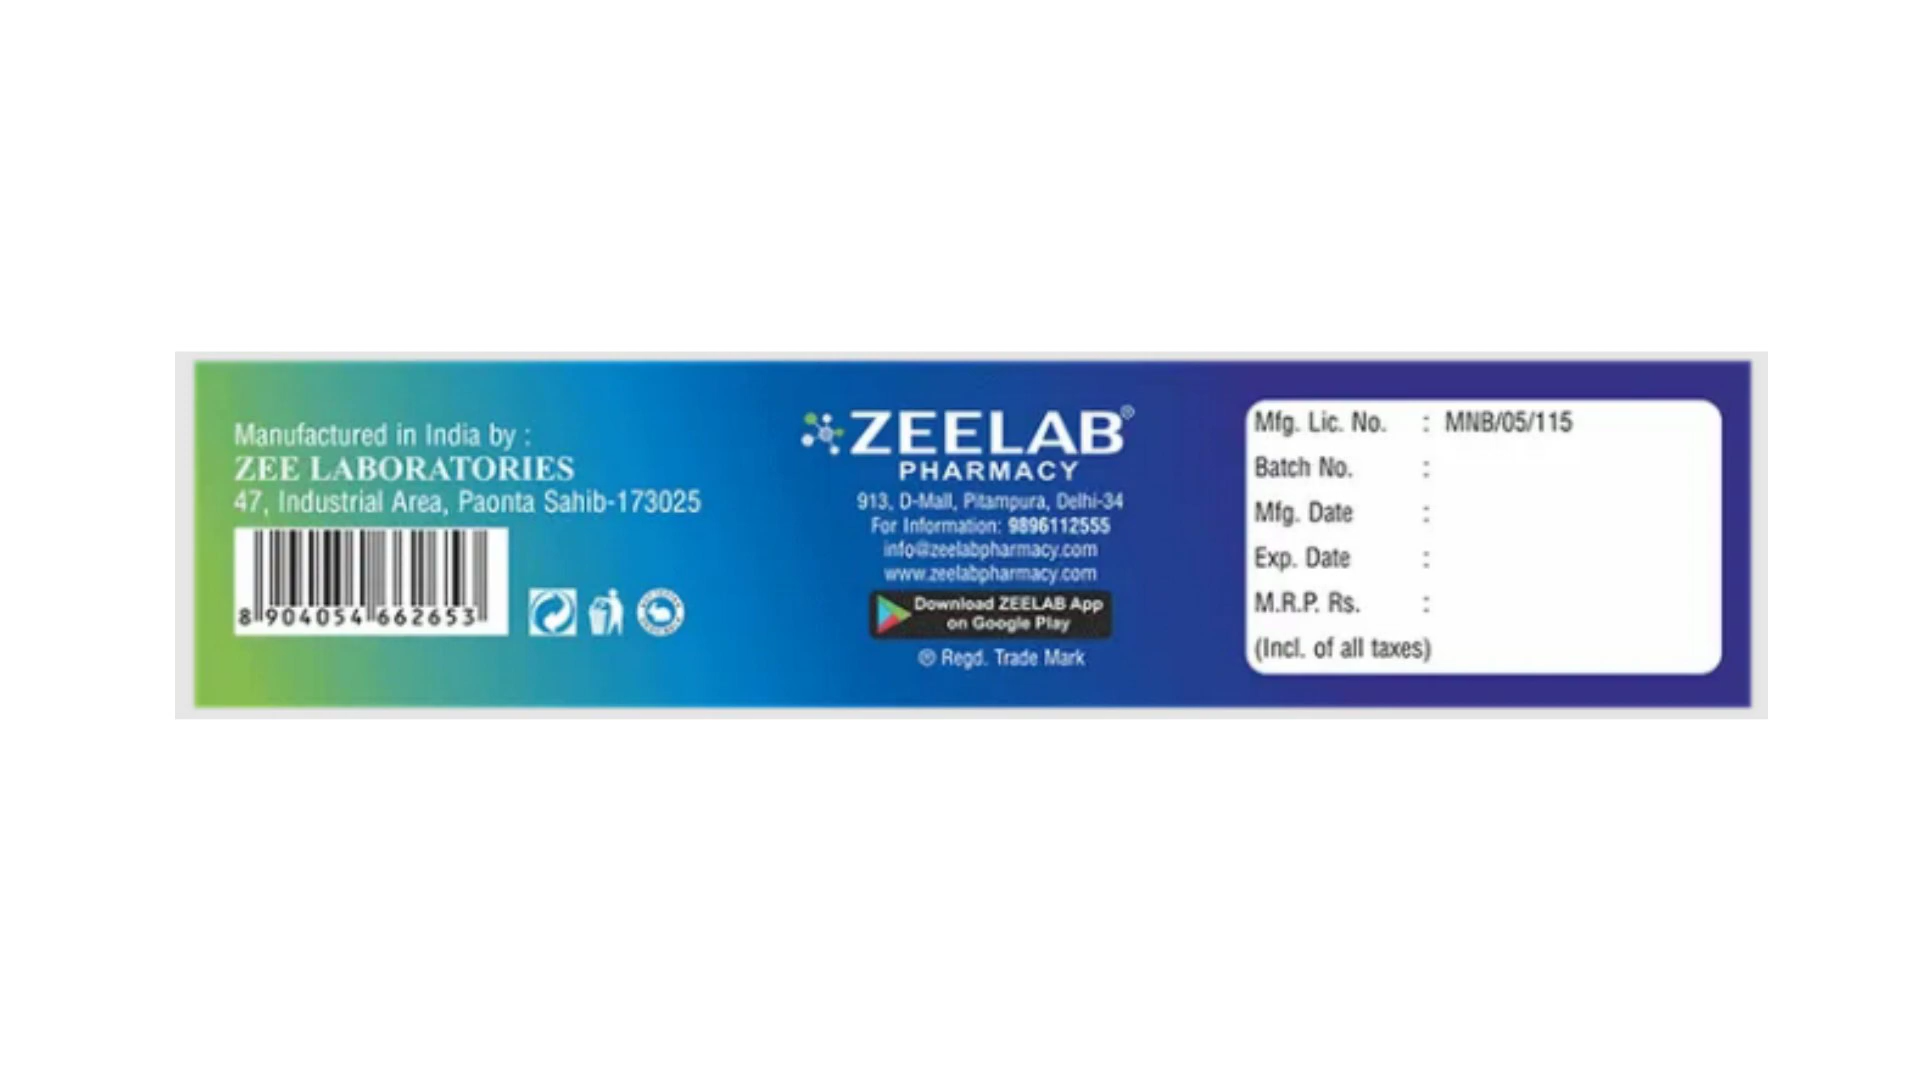 Manufactured in India by :
ZEE LABORATORIES
47, Industrial Area, Paonta Sahib-173025
8 904054 662653
ZEELAB®
PHARMACY
913, D-Mall, Pitampura, Delhi-34
For Information: 9896112555
info@zeelabpharmacy.com
www.zeelabpharmacy.com
Download ZEELAB App
on Google Play
® Regd. Trade Mark
Mfg. Lic. No. : MNB/05/115
Batch No. :
Mfg. Date :
Exp. Date :
M.R.P. Rs. :
(Incl. of all taxes)